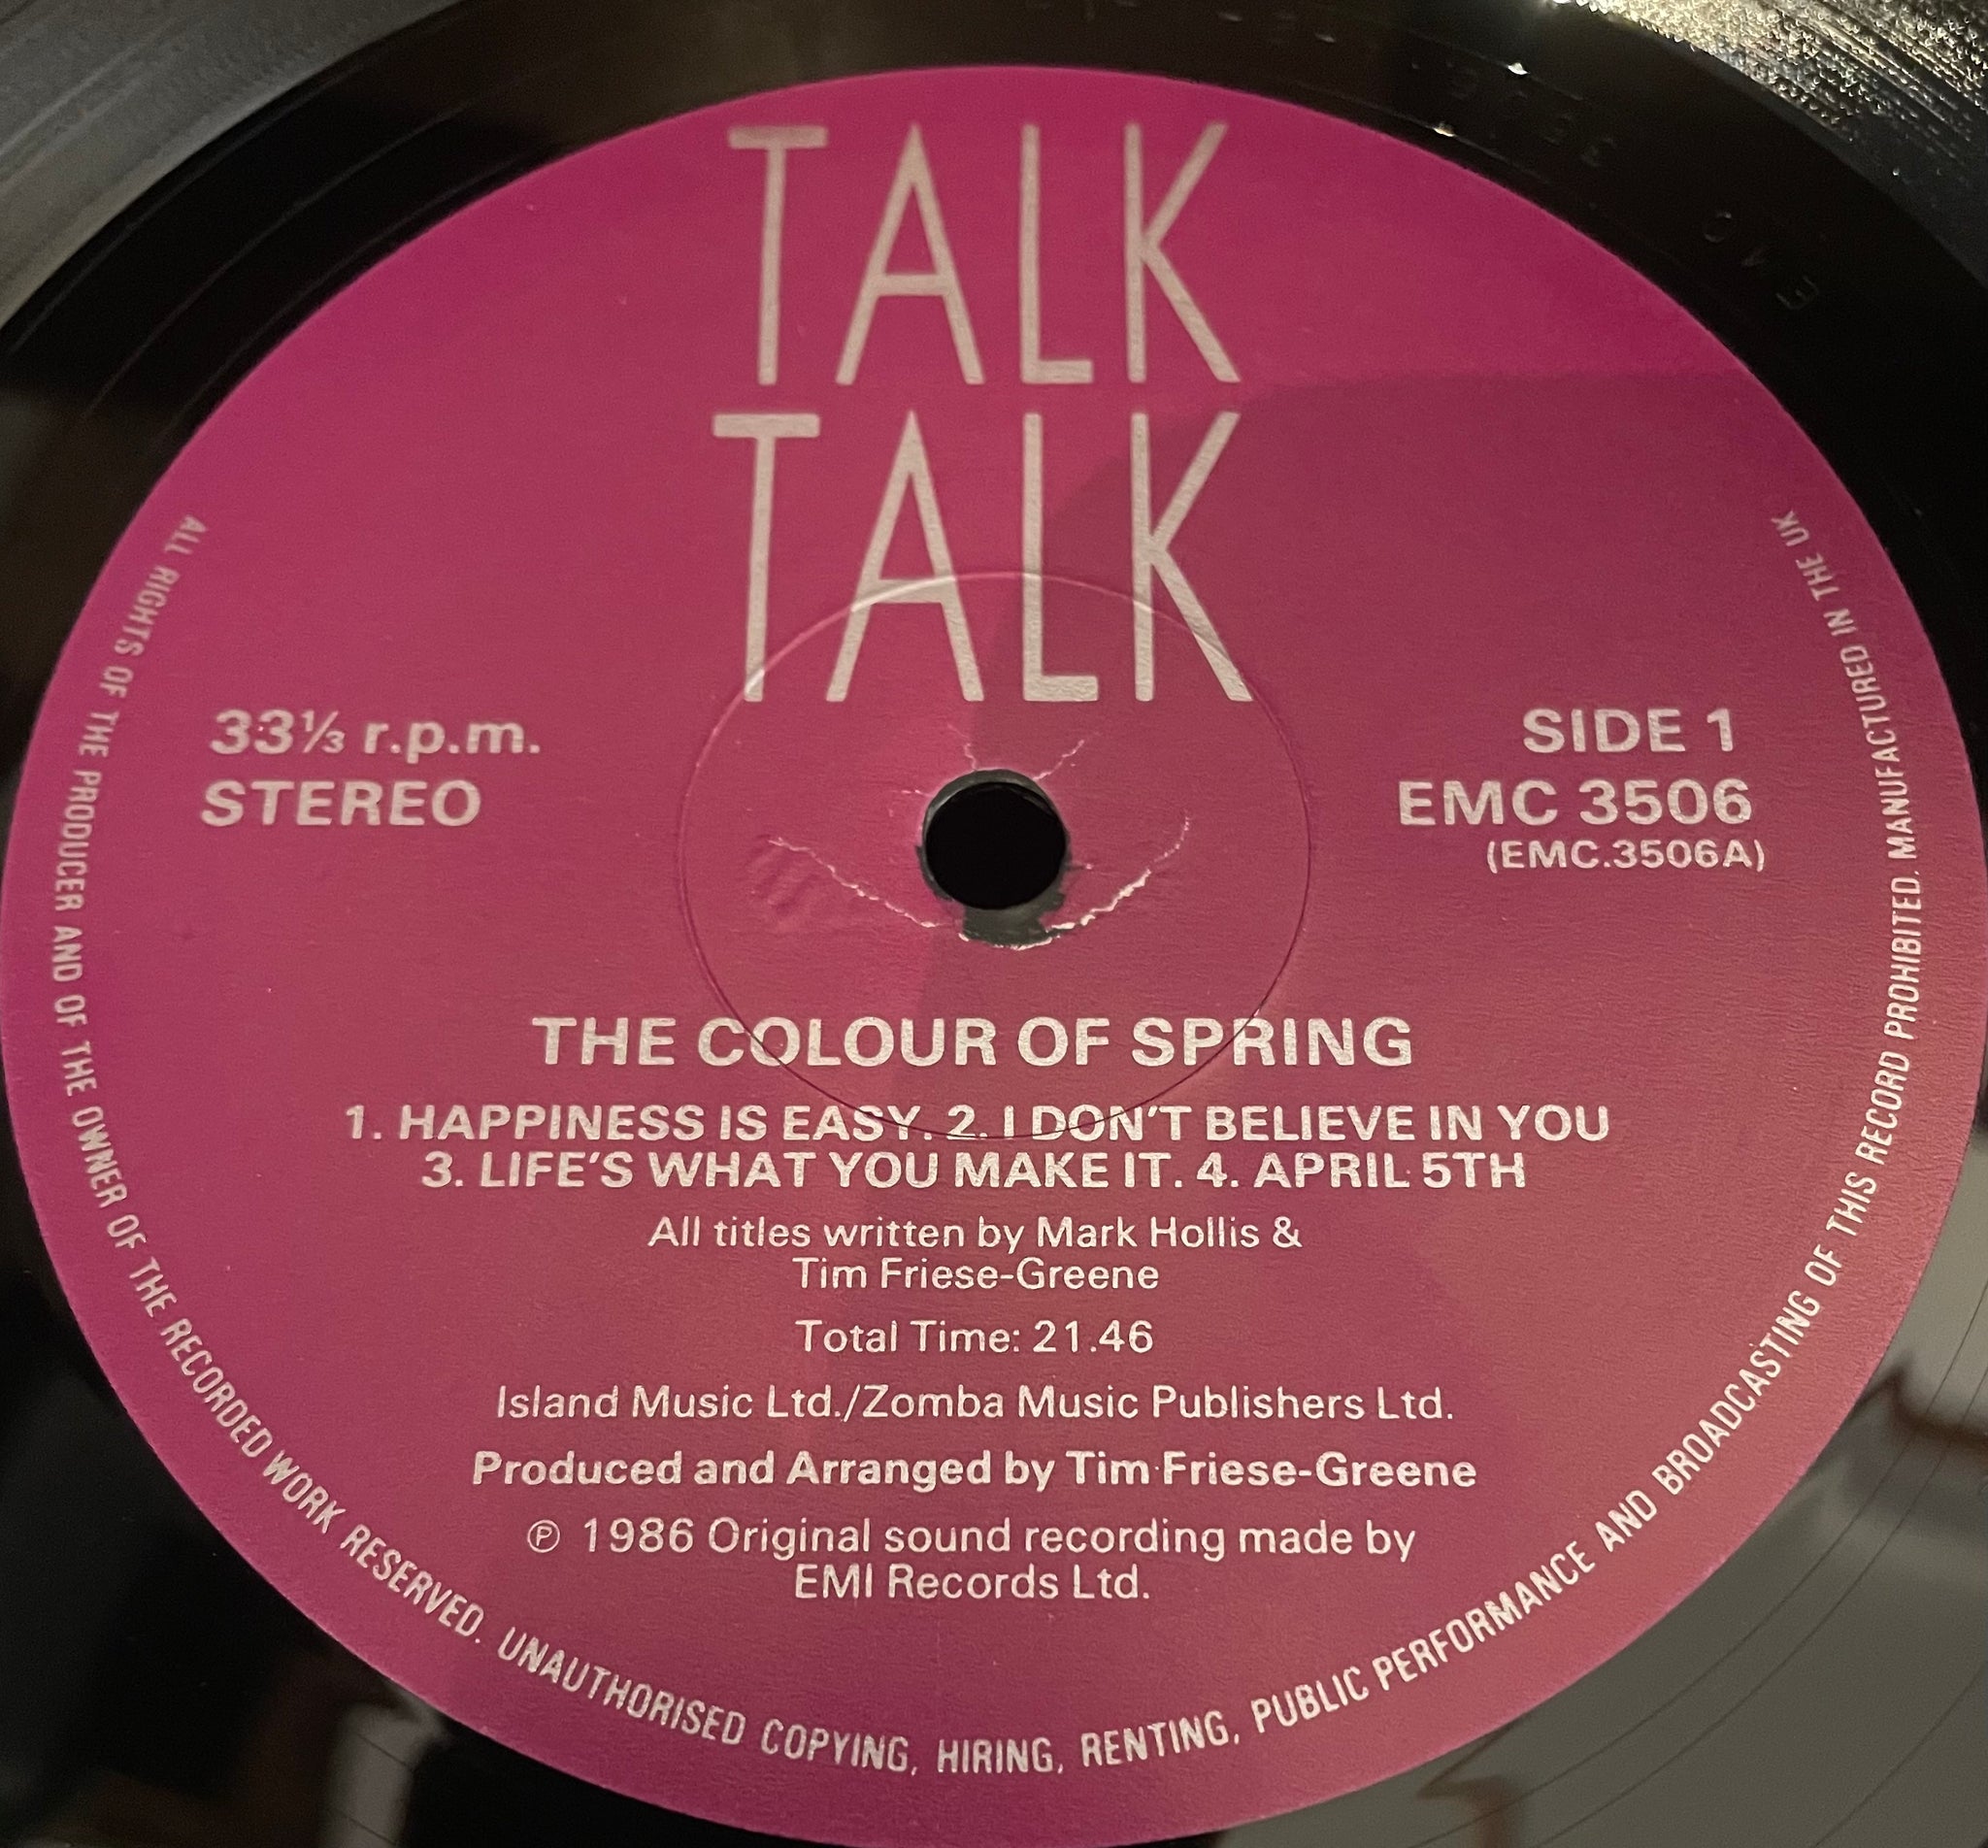 TALK
TALK
33⅓ r.p.m.
STEREO
SIDE 1
EMC 3506
(EMC.3506A)
THE COLOUR OF SPRING
1. HAPPINESS IS EASY. 2. I DON'T BELIEVE IN YOU
3. LIFE'S WHAT YOU MAKE IT. 4. APRIL 5TH
All titles written by Mark Hollis &
Tim Friese-Greene
Total Time: 21.46
Island Music Ltd./Zomba Music Publishers Ltd.
Produced and Arranged by Tim Friese-Greene
℗ 1986 Original sound recording made by
EMI Records Ltd.
ALL RIGHTS OF THE PRODUCER AND OF THE OWNER OF THE RECORDED WORK RESERVED. UNAUTHORISED COPYING, HIRING, RENTING, PUBLIC PERFORMANCE AND BROADCASTING OF THIS RECORD PROHIBITED. MANUFACTURED IN THE UK